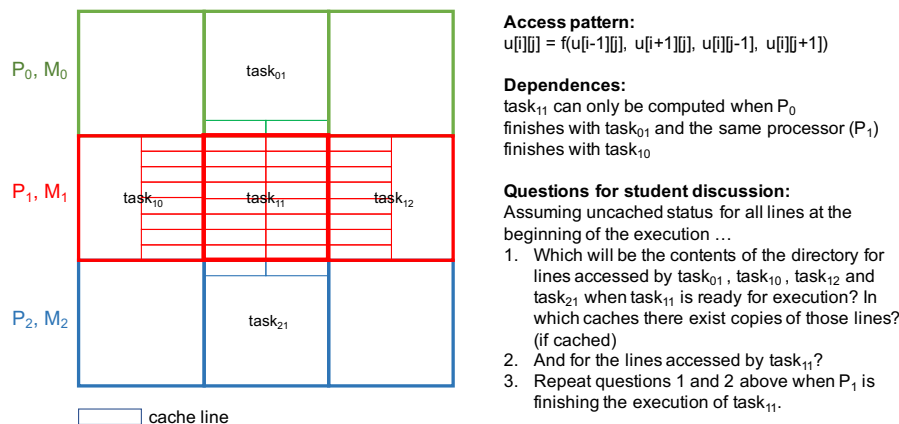 P₀, M₀
task₀₁
P₁, M₁
task₁₀
task₁₁
task₁₂
P₂, M₂
task₂₁
cache line
Access pattern:
u[i][j] = f(u[i-1][j], u[i+1][j], u[i][j-1], u[i][j+1])
Dependences:
task₁₁ can only be computed when P₀
finishes with task₀₁ and the same processor (P₁)
finishes with task₁₀
Questions for student discussion:
Assuming uncached status for all lines at the
beginning of the execution …
1. Which will be the contents of the directory for
lines accessed by task₀₁ , task₁₀ , task₁₂ and
task₂₁ when task₁₁ is ready for execution? In
which caches there exist copies of those lines?
(if cached)
2. And for the lines accessed by task₁₁?
3. Repeat questions 1 and 2 above when P₁ is
finishing the execution of task₁₁.